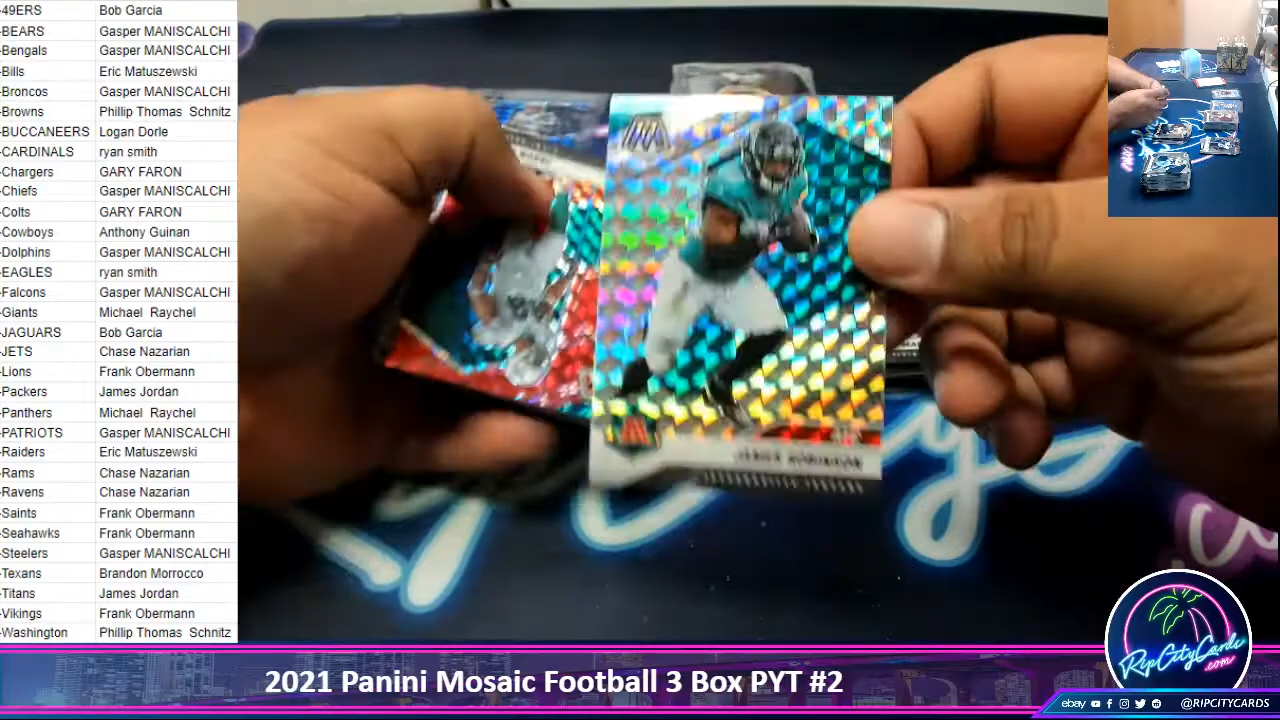 -49ERS Bob Garcia
-BEARS Gasper MANISCALCHI
-Bengals Gasper MANISCALCHI
-Bills Eric Matuszewski
-Broncos Gasper MANISCALCHI
-Browns Phillip Thomas Schnitz
-BUCCANEERS Logan Dorle
-CARDINALS ryan smith
-Chargers GARY FARON
-Chiefs Gasper MANISCALCHI
-Colts GARY FARON
-Cowboys Anthony Guinan
-Dolphins Gasper MANISCALCHI
-EAGLES ryan smith
-Falcons Gasper MANISCALCHI
-Giants Michael Raychel
-JAGUARS Bob Garcia
-JETS Chase Nazarian
-Lions Frank Obermann
-Packers James Jordan
-Panthers Michael Raychel
-PATRIOTS Gasper MANISCALCHI
-Raiders Eric Matuszewski
-Rams Chase Nazarian
-Ravens Chase Nazarian
-Saints Frank Obermann
-Seahawks Frank Obermann
-Steelers Gasper MANISCALCHI
-Texans Brandon Morrocco
-Titans James Jordan
-Vikings Frank Obermann
-Washington Phillip Thomas Schnitz
JAMES ROBINSON
RipCityCards
.com
2021 Panini Mosaic Football 3 Box PYT #2
ebay @RIPCITYCARDS